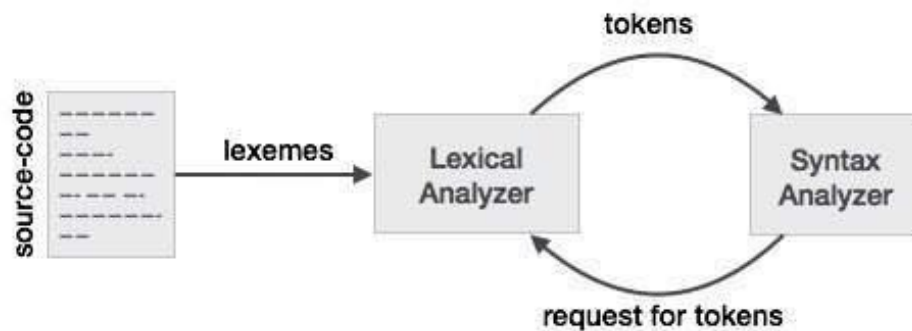 tokens
source-code
lexemes
Lexical
Analyzer
Syntax
Analyzer
request for tokens